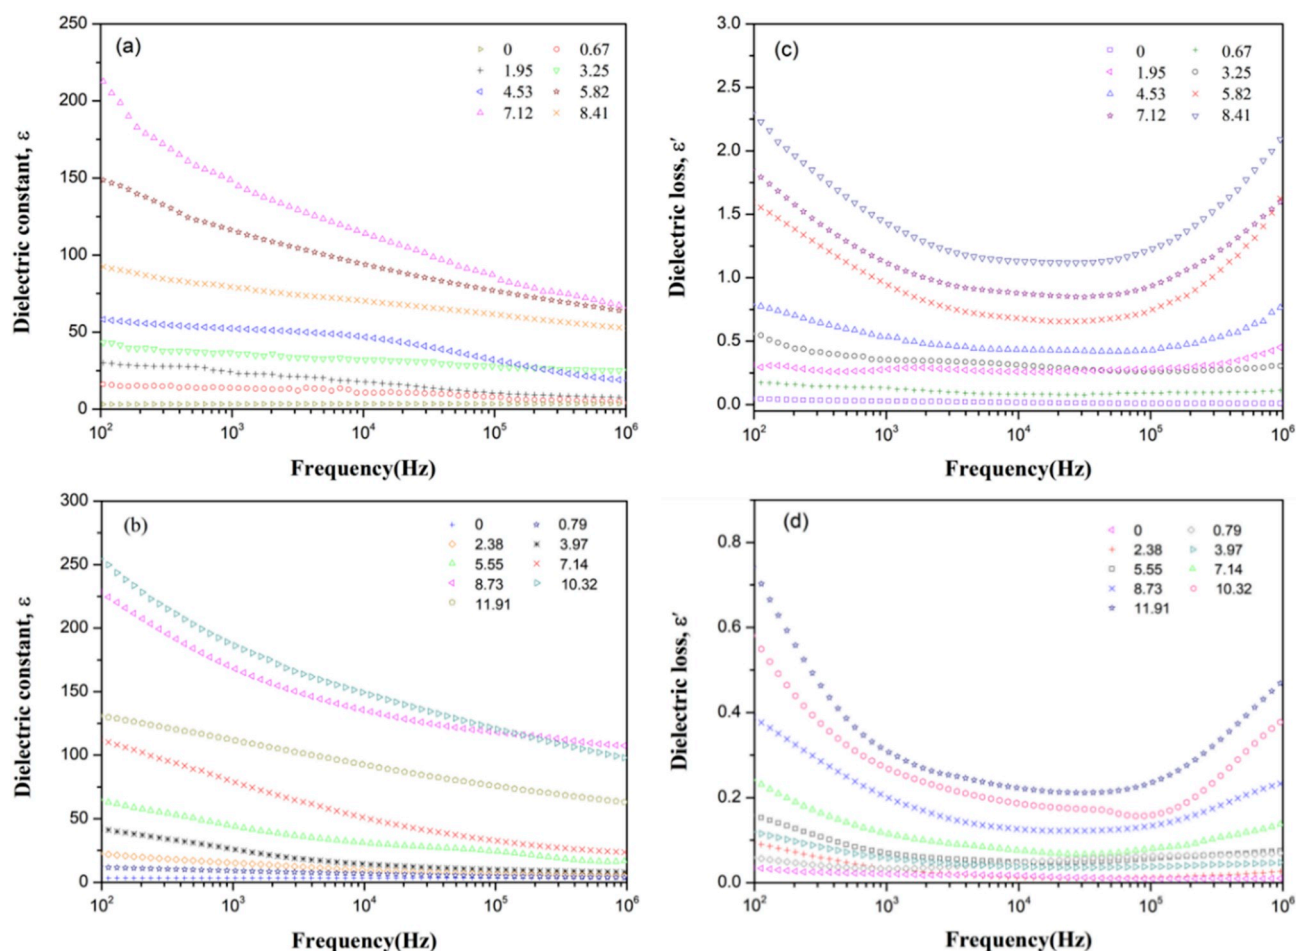 (a)
0 0.67
1.95 3.25
4.53 5.82
7.12 8.41
250
200
150
100
50
0
Dielectric constant, ε
10² 10³ 10⁴ 10⁵ 10⁶
Frequency(Hz)
(c)
0 0.67
1.95 3.25
4.53 5.82
7.12 8.41
3.0
2.5
2.0
1.5
1.0
0.5
0.0
Dielectric loss, ε′
10² 10³ 10⁴ 10⁵ 10⁶
Frequency(Hz)
(b)
0 0.79
2.38 3.97
5.55 7.14
8.73 10.32
11.91
300
250
200
150
100
50
0
Dielectric constant, ε
10² 10³ 10⁴ 10⁵ 10⁶
Frequency(Hz)
(d)
0 0.79
2.38 3.97
5.55 7.14
8.73 10.32
11.91
0.8
0.6
0.4
0.2
0.0
Dielectric loss, ε′
10² 10³ 10⁴ 10⁵ 10⁶
Frequency(Hz)